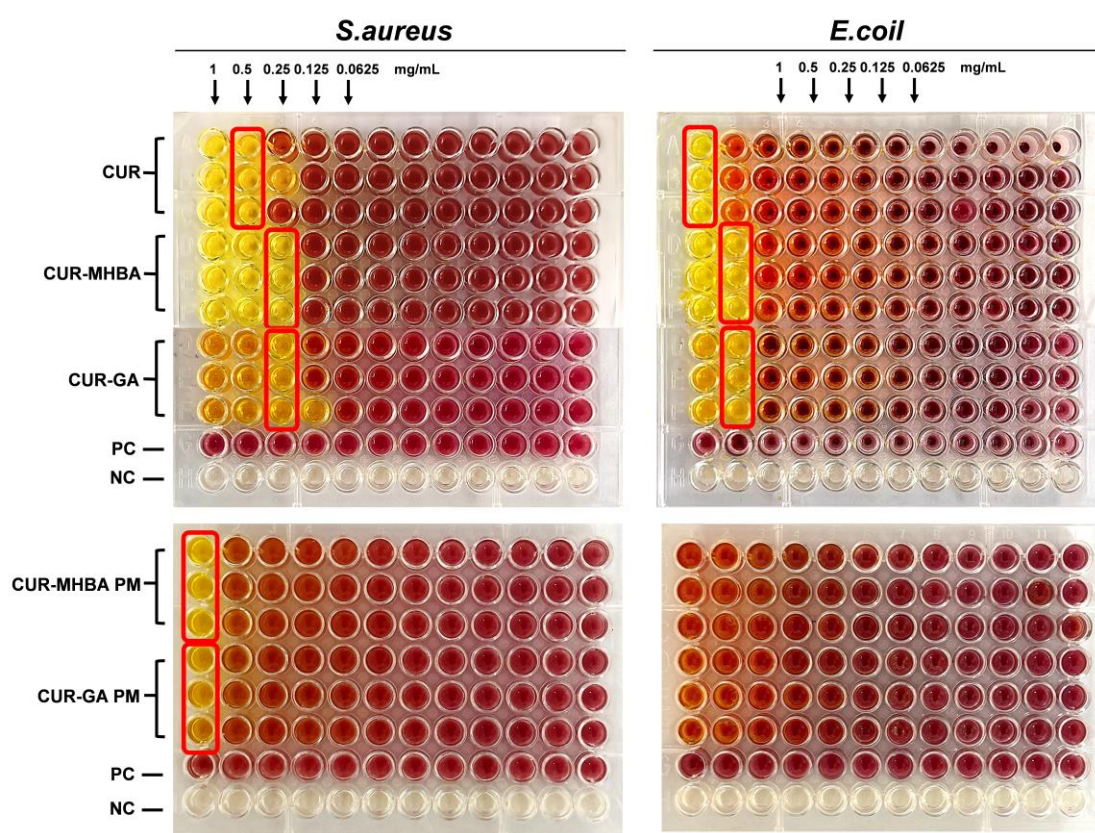 S.aureus
E.coil
1 0.5 0.25 0.125 0.0625 mg/mL
1 0.5 0.25 0.125 0.0625 mg/mL
CUR
CUR-MHBA
CUR-GA
PC
NC
CUR-MHBA PM
CUR-GA PM
PC
NC